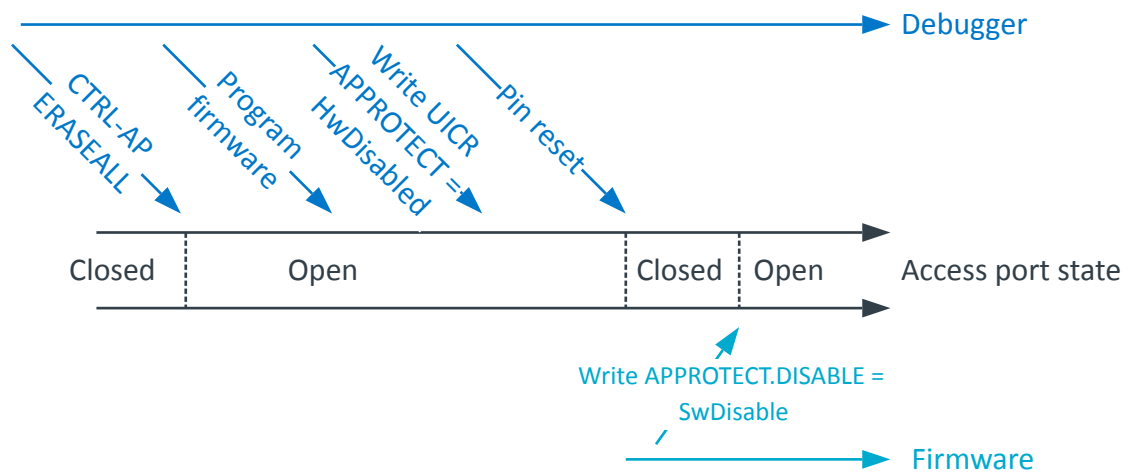 Debugger
CTRL-AP
ERASEALL
Program
firmware
Write UICR
APPROTECT =
HwDisabled
Pin reset
Closed
Open
Closed
Open
Access port state
Write APPROTECT.DISABLE =
SwDisable
Firmware